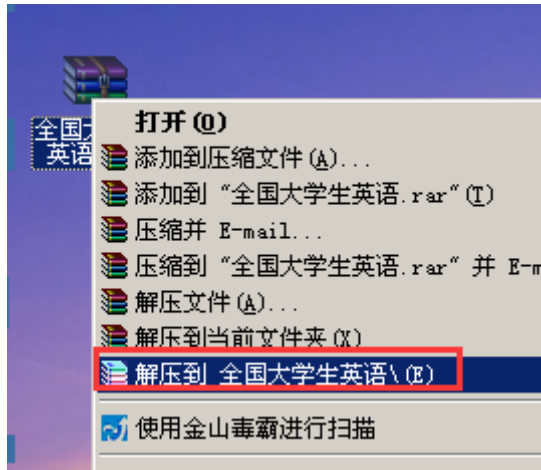 全国大
英语
打开(O)
添加到压缩文件(A)...
添加到 "全国大学生英语.rar"(T)
压缩并 E-mail...
压缩到 "全国大学生英语.rar" 并 E-m
解压文件(A)...
解压到当前文件夹(X)
解压到 全国大学生英语\(E)
使用金山毒霸进行扫描